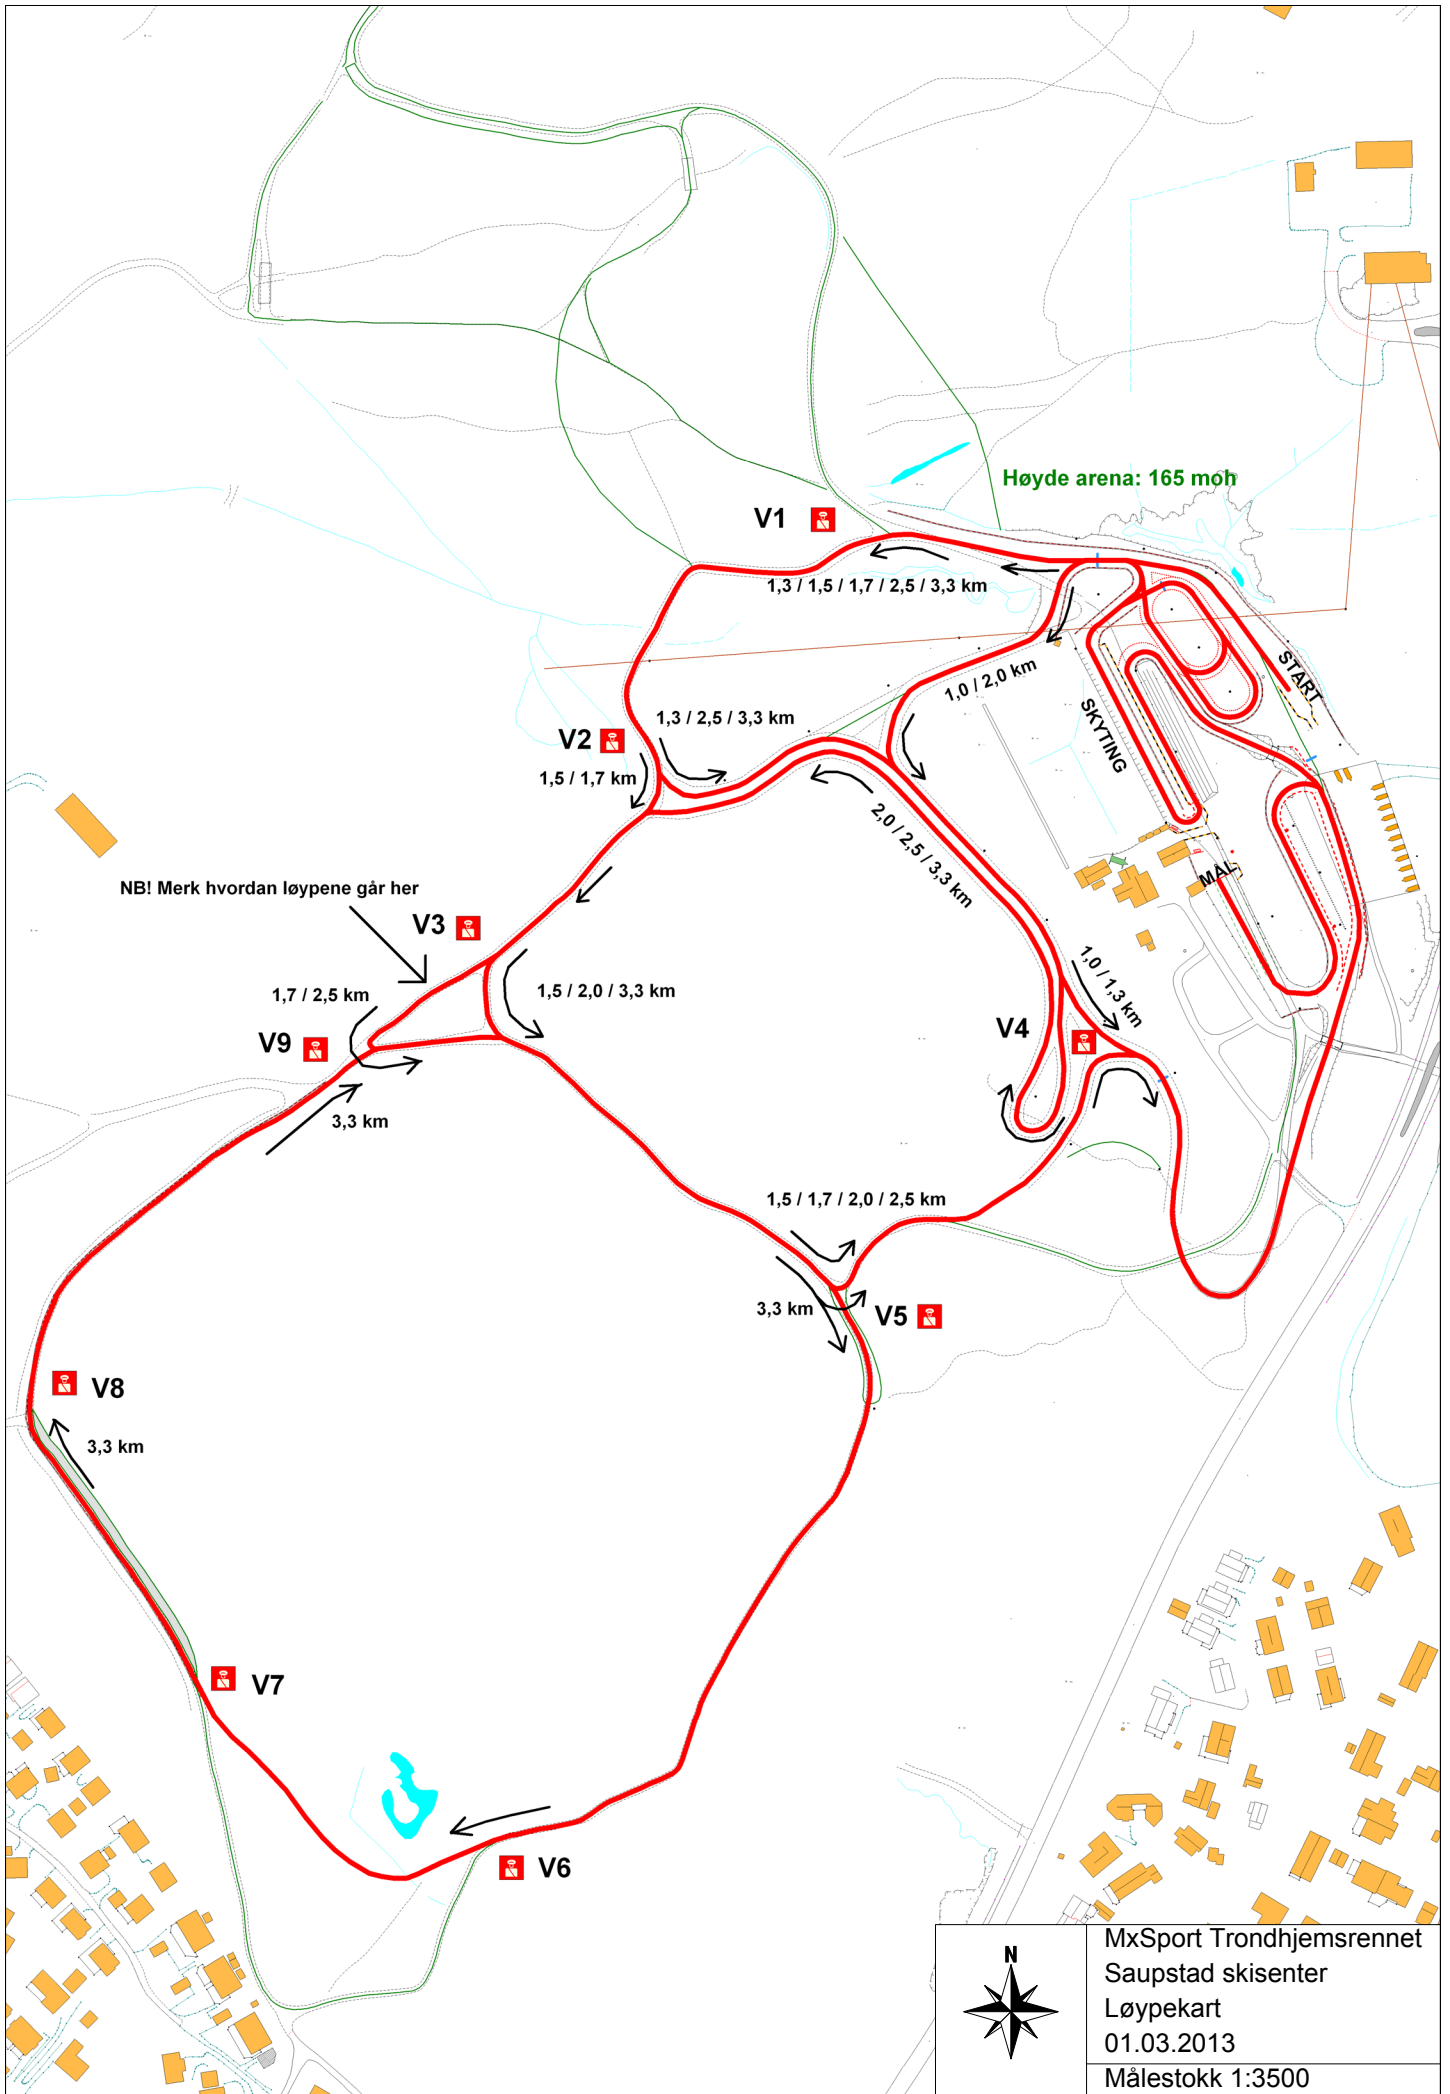 Høyde arena: 165 moh
V1
1,3 / 1,5 / 1,7 / 2,5 / 3,3 km
1,0 / 2,0 km
START
SKYTING
V2
1,3 / 2,5 / 3,3 km
1,5 / 1,7 km
2,0 / 2,5 / 3,3 km
MÅL
NB! Merk hvordan løypene går her
V3
1,7 / 2,5 km
1,5 / 2,0 / 3,3 km
1,0 / 1,3 km
V4
V9
3,3 km
1,5 / 1,7 / 2,0 / 2,5 km
3,3 km
V5
V8
3,3 km
V7
V6
N
MxSport Trondhjemsrennet
Saupstad skisenter
Løypekart
01.03.2013
Målestokk 1:3500